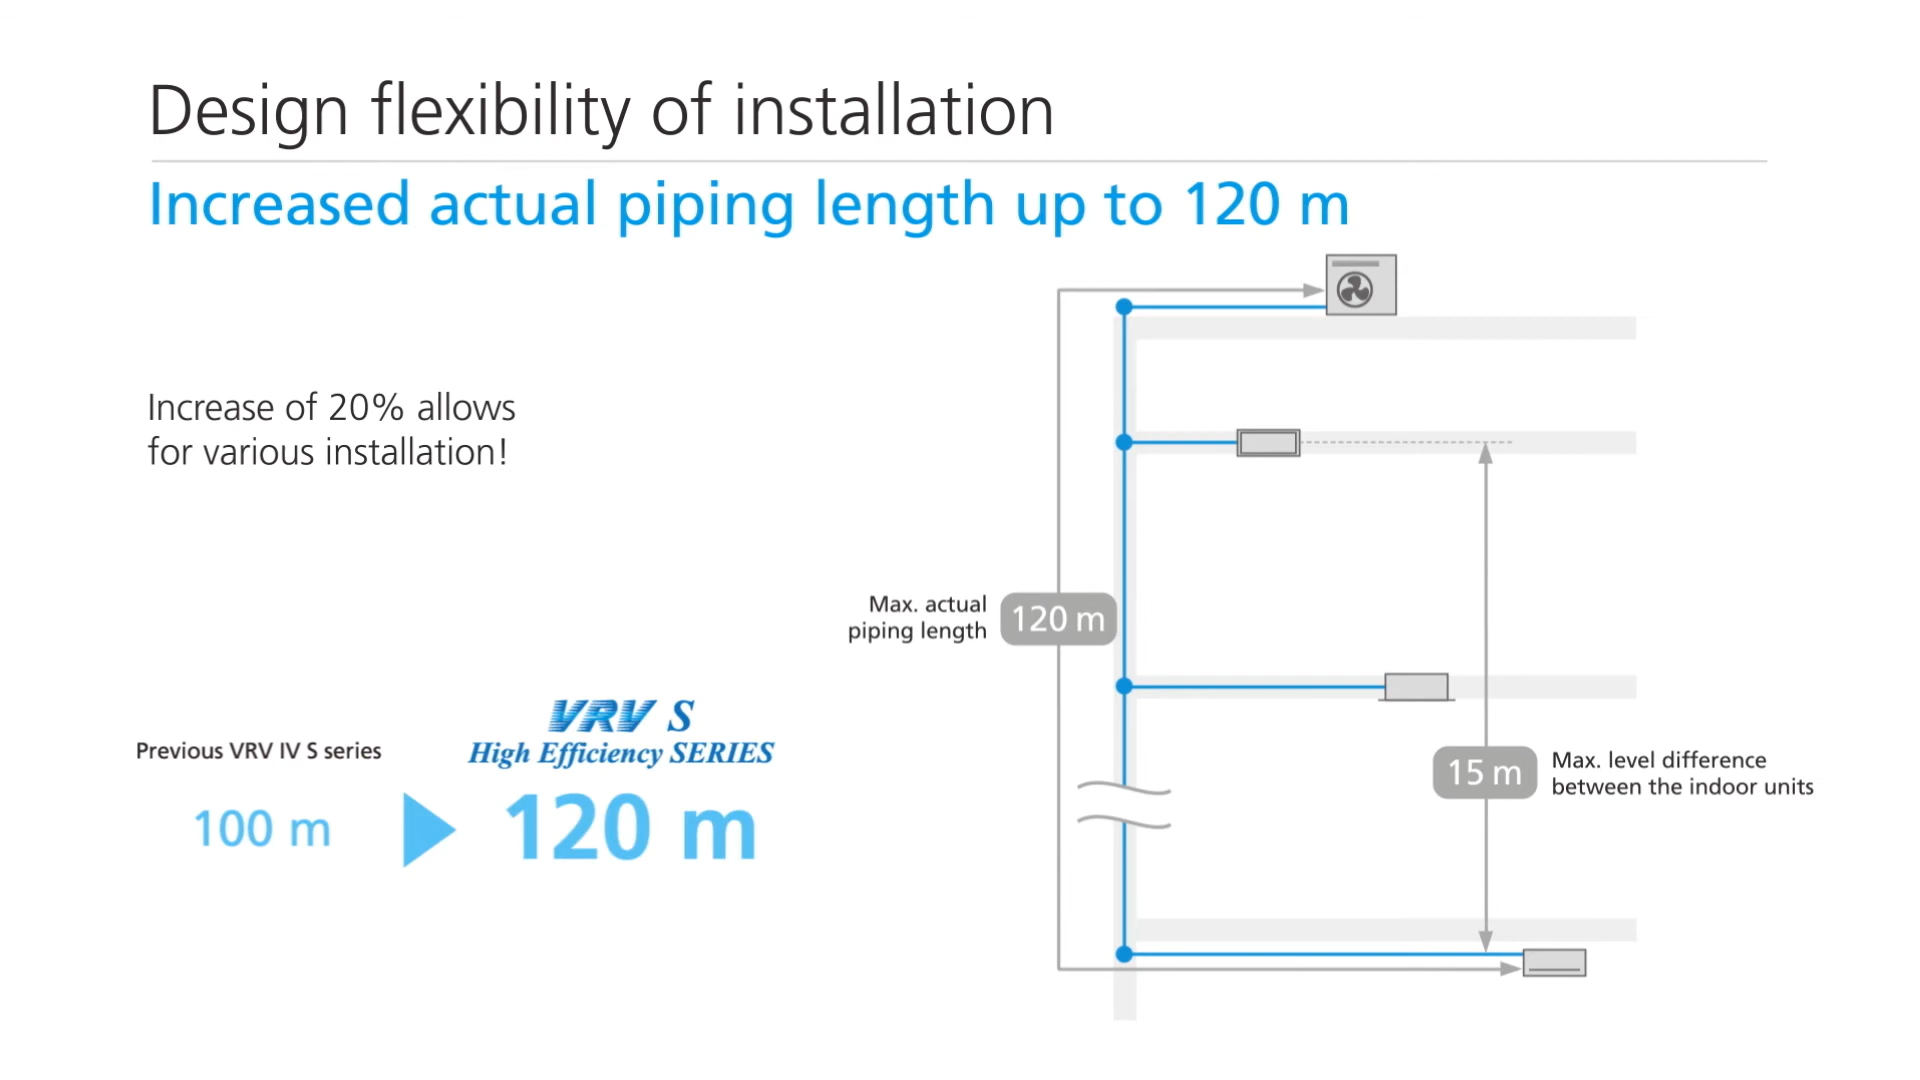 Design flexibility of installation
Increased actual piping length up to 120 m
Increase of 20% allows
for various installation!
Max. actual
piping length
120 m
Previous VRV IV S series
100 m
VRV S
High Efficiency SERIES
120 m
15 m
Max. level difference
between the indoor units